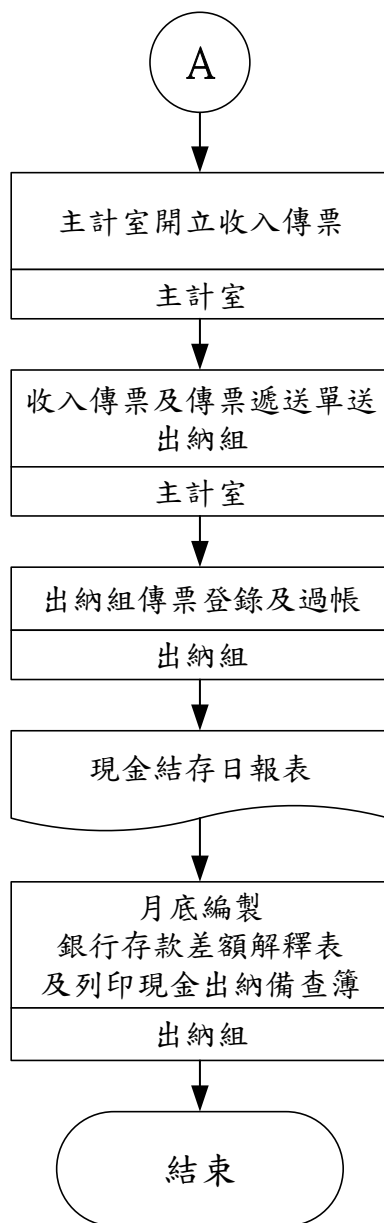 A
主計室開立收入傳票
主計室
收入傳票及傳票遞送單送
出納組
主計室
出納組傳票登錄及過帳
出納組
現金結存日報表
月底編製
銀行存款差額解釋表
及列印現金出納備查簿
出納組
結束